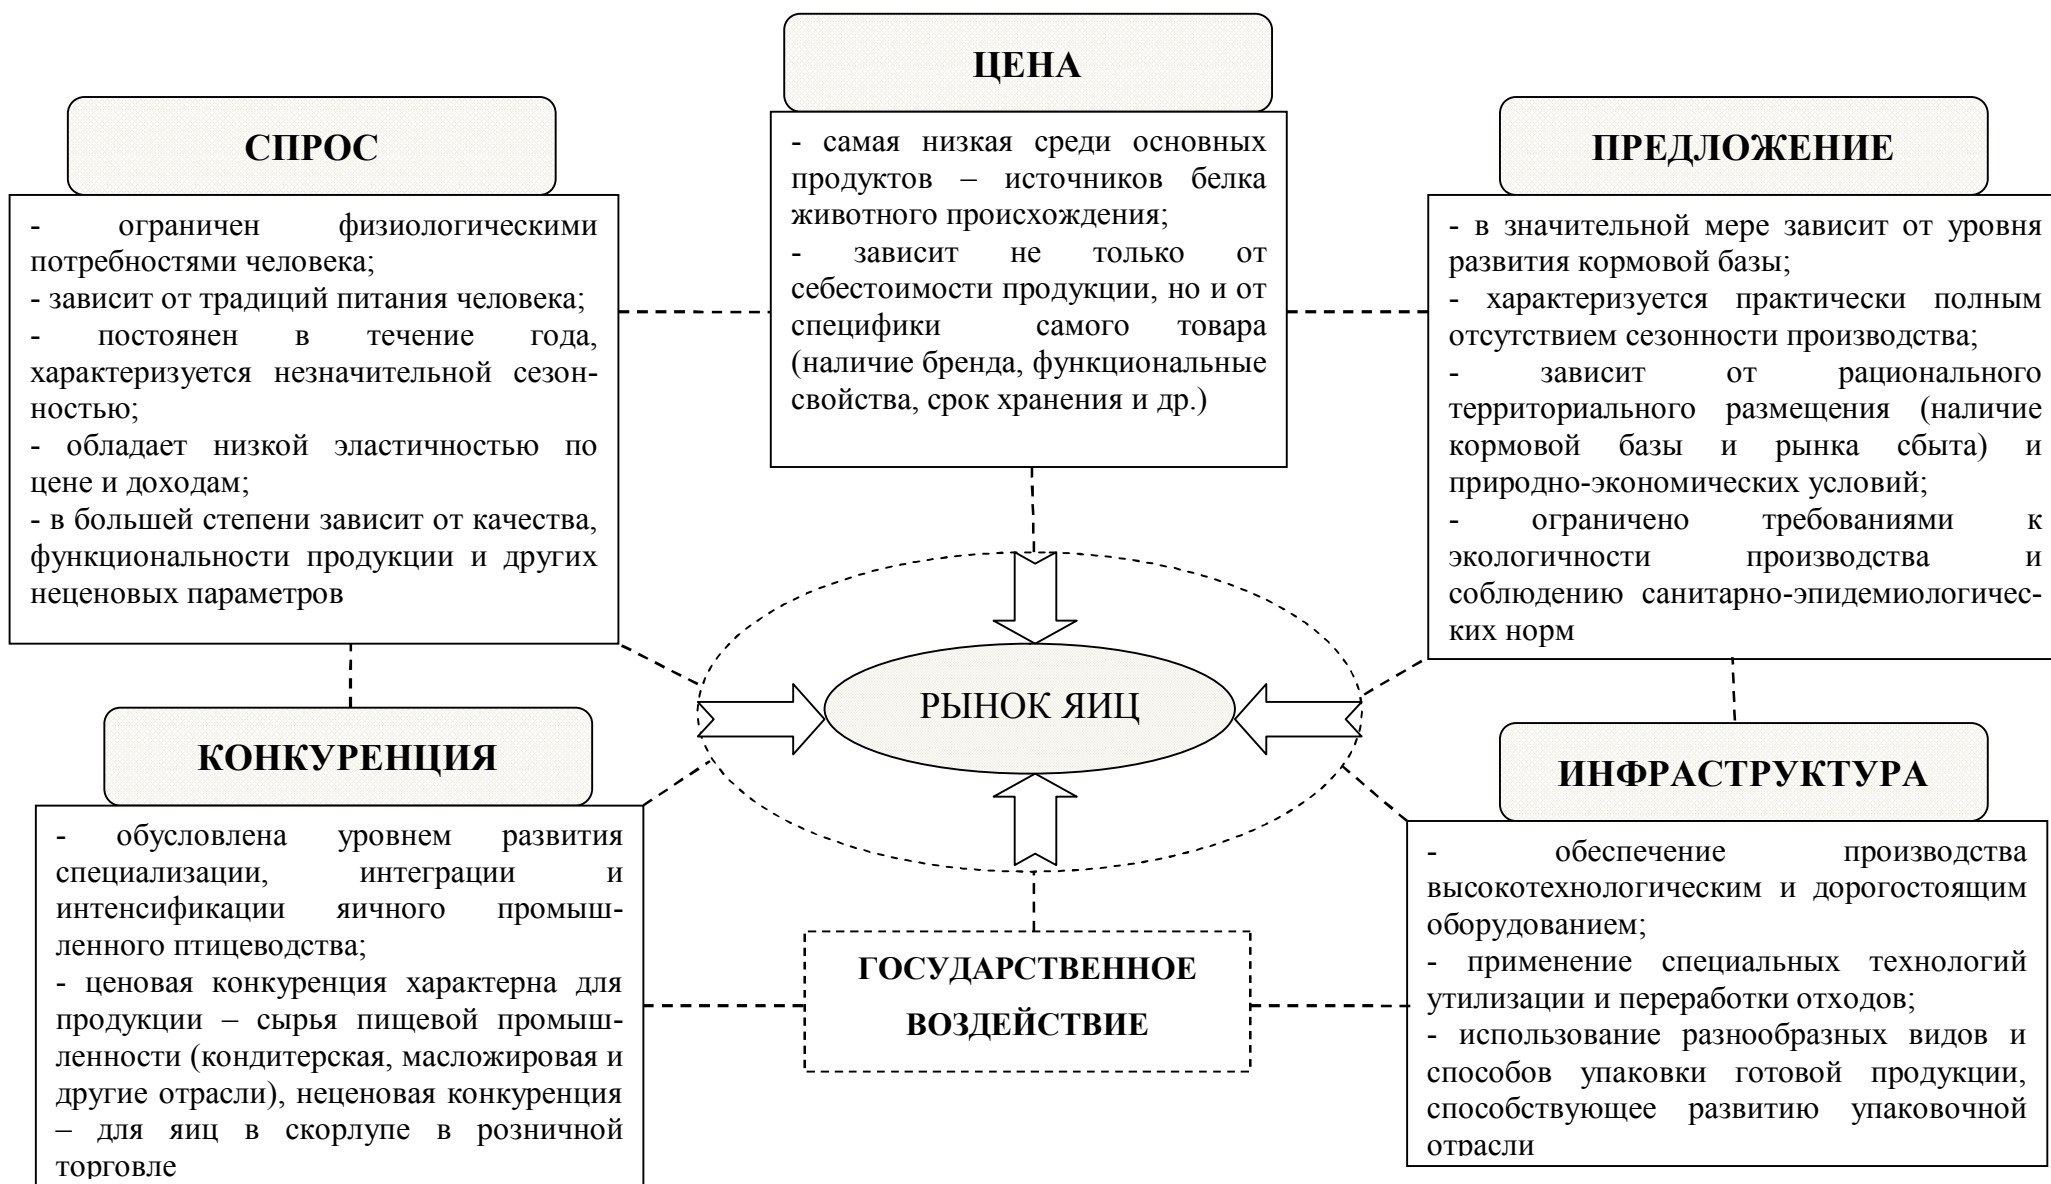 ЦЕНА
- самая низкая среди основных
продуктов – источников белка
животного происхождения;
- зависит не только от
себестоимости продукции, но и от
специфики самого товара
(наличие бренда, функциональные
свойства, срок хранения и др.)
СПРОС
- ограничен физиологическими
потребностями человека;
- зависит от традиций питания человека;
- постоянен в течение года,
характеризуется незначительной сезон-
ностью;
- обладает низкой эластичностью по
цене и доходам;
- в большей степени зависит от качества,
функциональности продукции и других
неценовых параметров
ПРЕДЛОЖЕНИЕ
- в значительной мере зависит от уровня
развития кормовой базы;
- характеризуется практически полным
отсутствием сезонности производства;
- зависит от рационального
территориального размещения (наличие
кормовой базы и рынка сбыта) и
природно-экономических условий;
- ограничено требованиями к
экологичности производства и
соблюдению санитарно-эпидемиологичес-
ких норм
РЫНОК ЯИЦ
КОНКУРЕНЦИЯ
- обусловлена уровнем развития
специализации, интеграции и
интенсификации яичного промыш-
ленного птицеводства;
- ценовая конкуренция характерна для
продукции – сырья пищевой промыш-
ленности (кондитерская, масложировая и
другие отрасли), неценовая конкуренция
– для яиц в скорлупе в розничной
торговле
ГОСУДАРСТВЕННОЕ
ВОЗДЕЙСТВИЕ
ИНФРАСТРУКТУРА
- обеспечение производства
высокотехнологическим и дорогостоящим
оборудованием;
- применение специальных технологий
утилизации и переработки отходов;
- использование разнообразных видов и
способов упаковки готовой продукции,
способствующее развитию упаковочной
отрасли